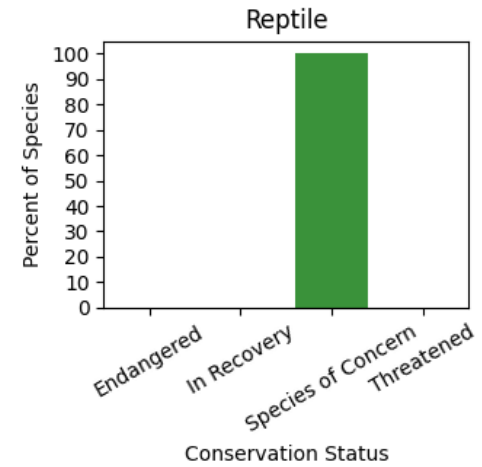 Reptile
Percent of Species
100
90
80
70
60
50
40
30
20
10
0
Endangered
In Recovery
Species of Concern
Threatened
Conservation Status